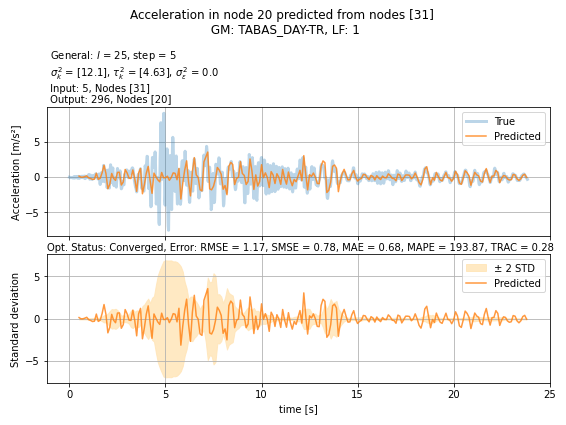 Acceleration in node 20 predicted from nodes [31]
GM: TABAS_DAY-TR, LF: 1
General: l = 25, step = 5
σ²ₖ = [12.1], τ²ₖ = [4.63], σ²_ε = 0.0
Input: 5, Nodes [31]
Output: 296, Nodes [20]
True
Predicted
Acceleration [m/s²]
5
0
−5
Opt. Status: Converged, Error: RMSE = 1.17, SMSE = 0.78, MAE = 0.68, MAPE = 193.87, TRAC = 0.28
± 2 STD
Predicted
Standard deviation
5
0
−5
0 5 10 15 20 25
time [s]